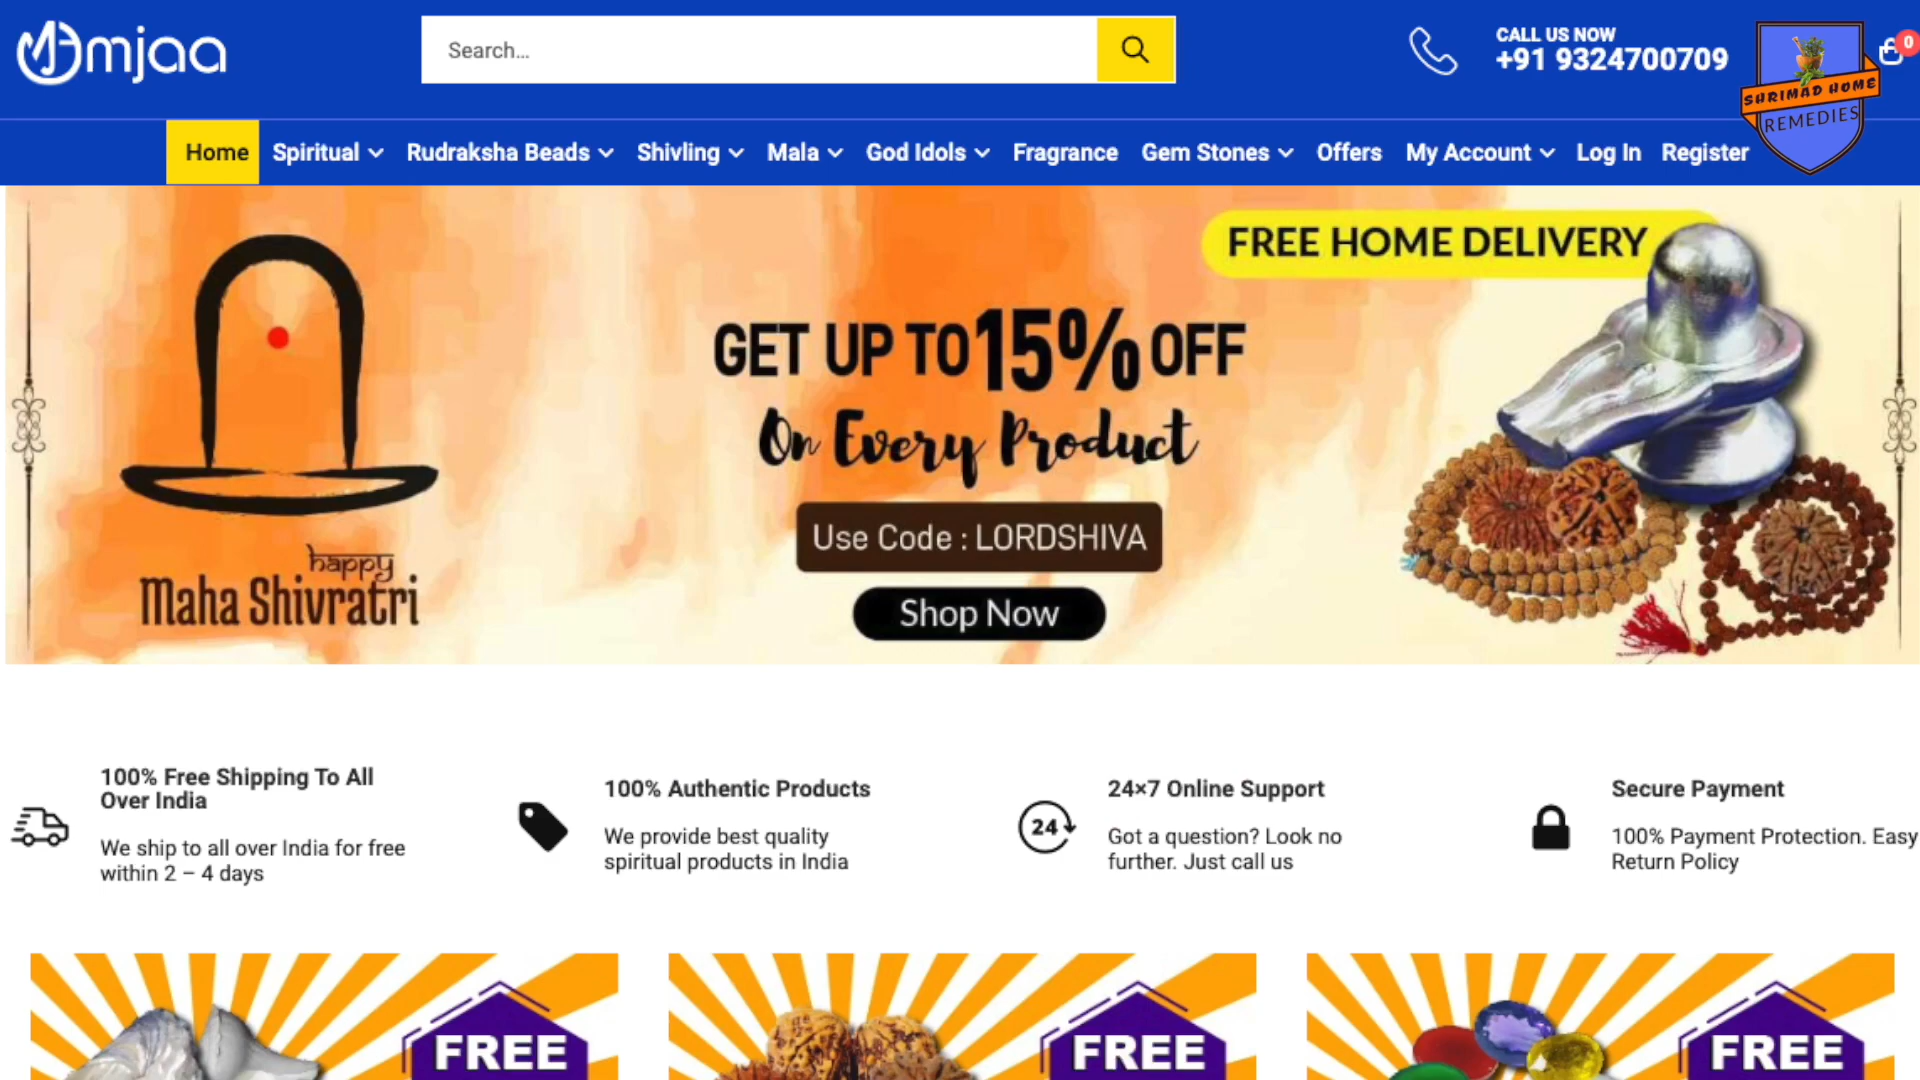 Omjaa
Search...
CALL US NOW
+91 9324700709
0
SHRIMAD HOME
REMEDIES
Home Spiritual Rudraksha Beads Shivling Mala God Idols Fragrance Gem Stones Offers My Account Log In Register
FREE HOME DELIVERY
GET UP TO 15% OFF
On Every Product
Use Code : LORDSHIVA
Shop Now
happy
Maha Shivratri
100% Free Shipping To All
Over India
We ship to all over India for free
within 2 – 4 days
100% Authentic Products
We provide best quality
spiritual products in India
24
24×7 Online Support
Got a question? Look no
further. Just call us
Secure Payment
100% Payment Protection. Easy
Return Policy
FREE
FREE
FREE